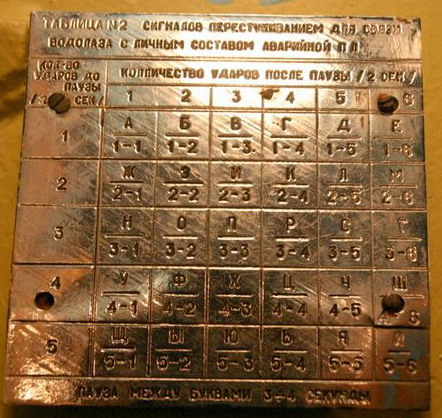 ТАБЛИЦА N2 СИГНАЛОВ ПЕРЕСТУКИВАНИЕМ ДЛЯ СВЯЗИ
ВОДОЛАЗА С ЛИЧНЫМ СОСТАВОМ АВАРИЙНОЙ П Л
КОЛ-ВО
УДАРОВ ДО
ПАУЗЫ
/2 СЕК/
КОЛЛИЧЕСТВО УДАРОВ ПОСЛЕ ПАУЗЫ /2 СЕК/
1 2 3 4 5 6
1 А Б В Г Д Е
1-1 1-2 1-3 1-4 1-5 1-6
2 Ж З И К Л М
2-1 2-2 2-3 2-4 2-5 2-6
3 Н О П Р С Т
3-1 3-2 3-3 3-4 3-5 3-6
4 У Ф Х Ц Ч Ш
4-1 4-2 4-3 4-4 4-5 4-6
5 Щ Ы Ю Ь Я Й
5-1 5-2 5-3 5-4 5-5 5-6
ПАУЗА МЕЖДУ БУКВАМИ 3÷4 СЕКУНДЫ